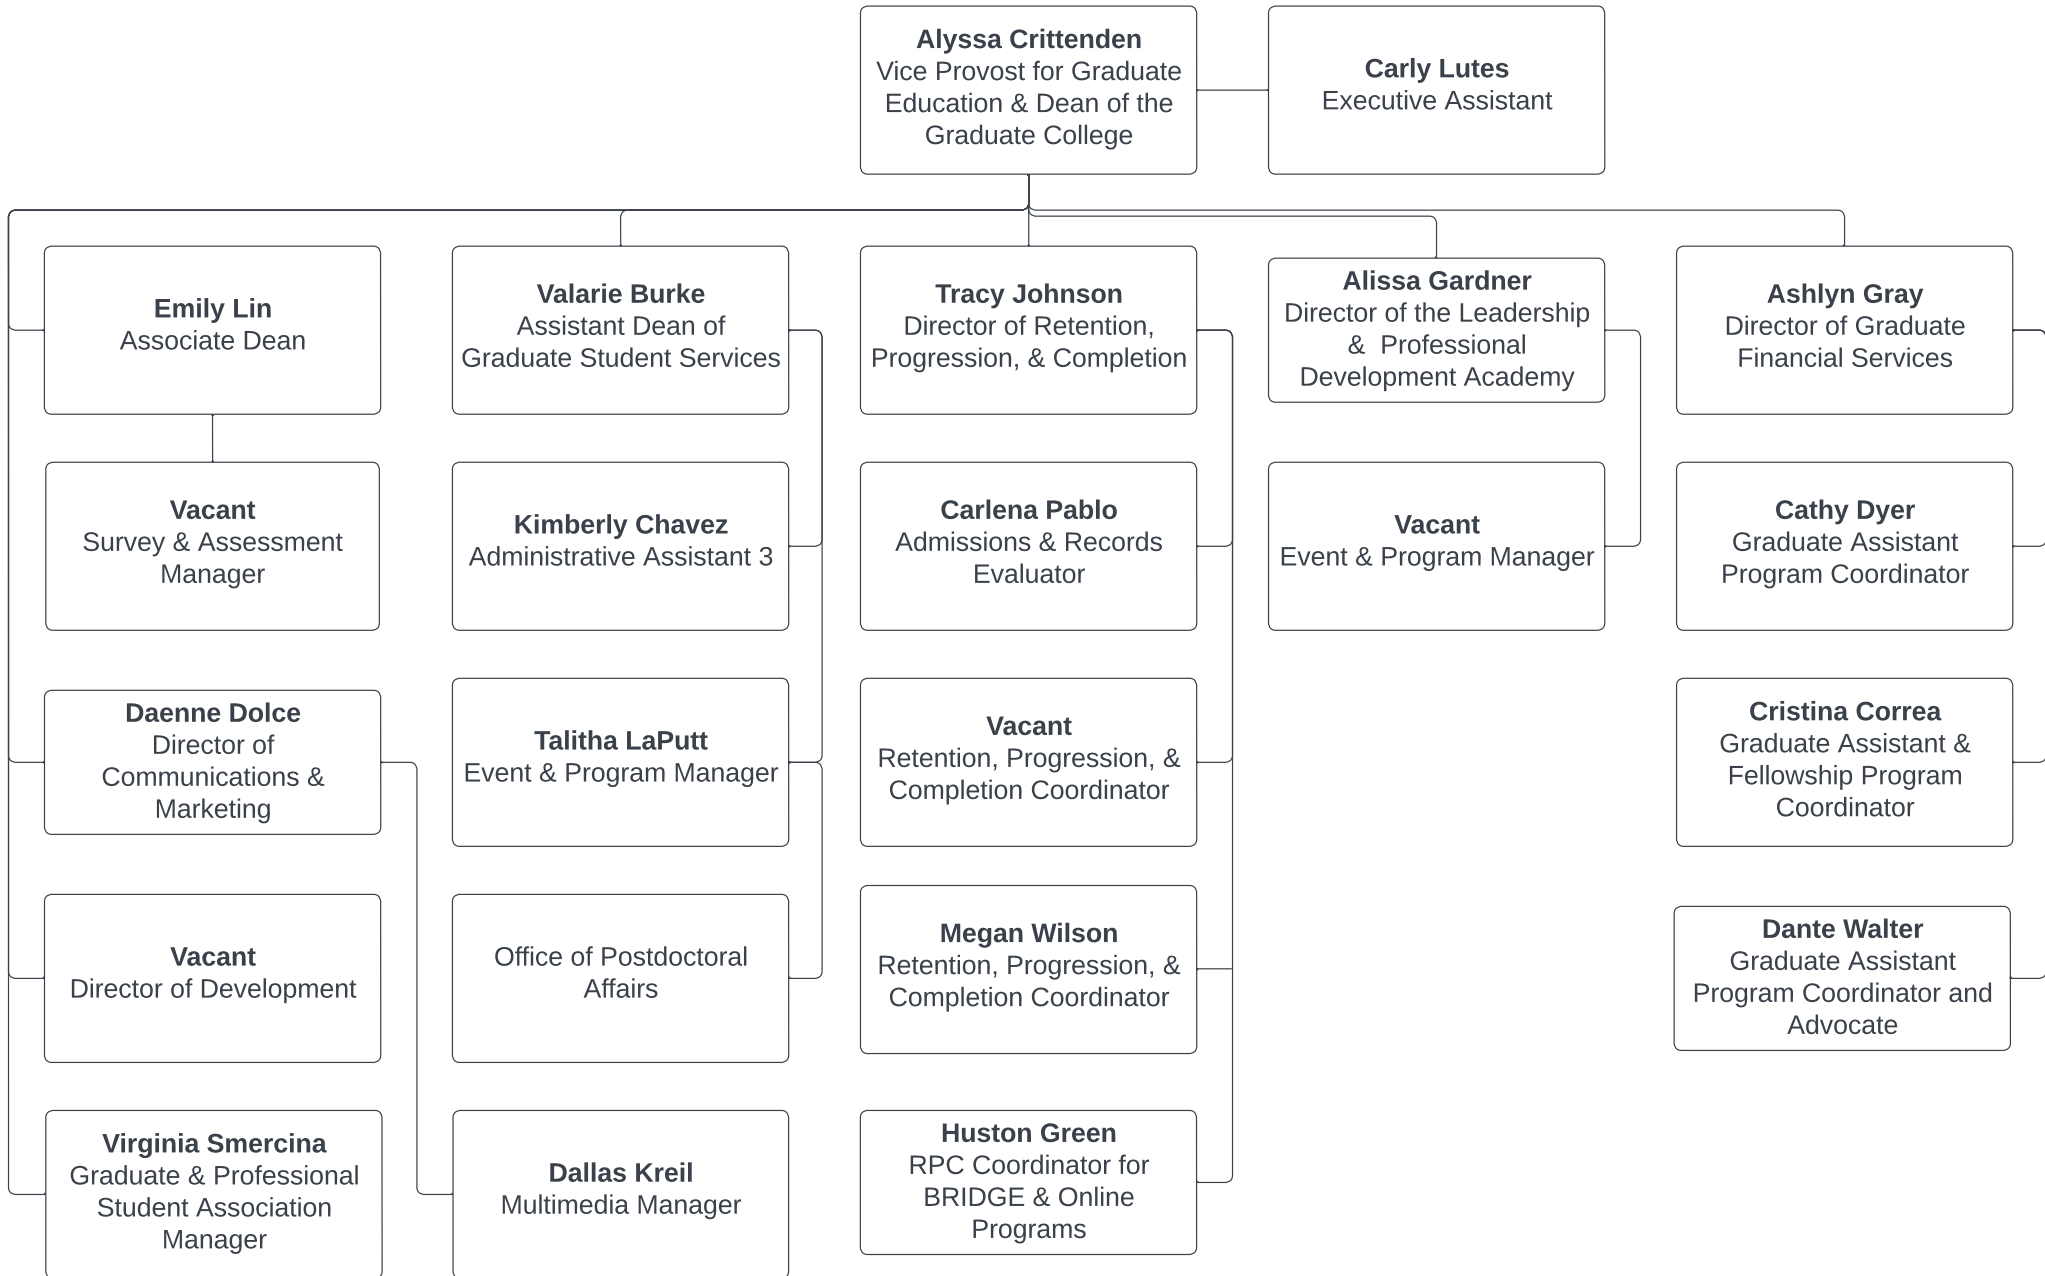 Alyssa Crittenden
Vice Provost for Graduate
Education & Dean of the
Graduate College
Carly Lutes
Executive Assistant
Emily Lin
Associate Dean
Valarie Burke
Assistant Dean of
Graduate Student Services
Tracy Johnson
Director of Retention,
Progression, & Completion
Alissa Gardner
Director of the Leadership
& Professional
Development Academy
Ashlyn Gray
Director of Graduate
Financial Services
Vacant
Survey & Assessment
Manager
Kimberly Chavez
Administrative Assistant 3
Carlena Pablo
Admissions & Records
Evaluator
Vacant
Event & Program Manager
Cathy Dyer
Graduate Assistant
Program Coordinator
Daenne Dolce
Director of
Communications &
Marketing
Talitha LaPutt
Event & Program Manager
Vacant
Retention, Progression, &
Completion Coordinator
Cristina Correa
Graduate Assistant &
Fellowship Program
Coordinator
Vacant
Director of Development
Office of Postdoctoral
Affairs
Megan Wilson
Retention, Progression, &
Completion Coordinator
Dante Walter
Graduate Assistant
Program Coordinator and
Advocate
Virginia Smercina
Graduate & Professional
Student Association
Manager
Dallas Kreil
Multimedia Manager
Huston Green
RPC Coordinator for
BRIDGE & Online
Programs